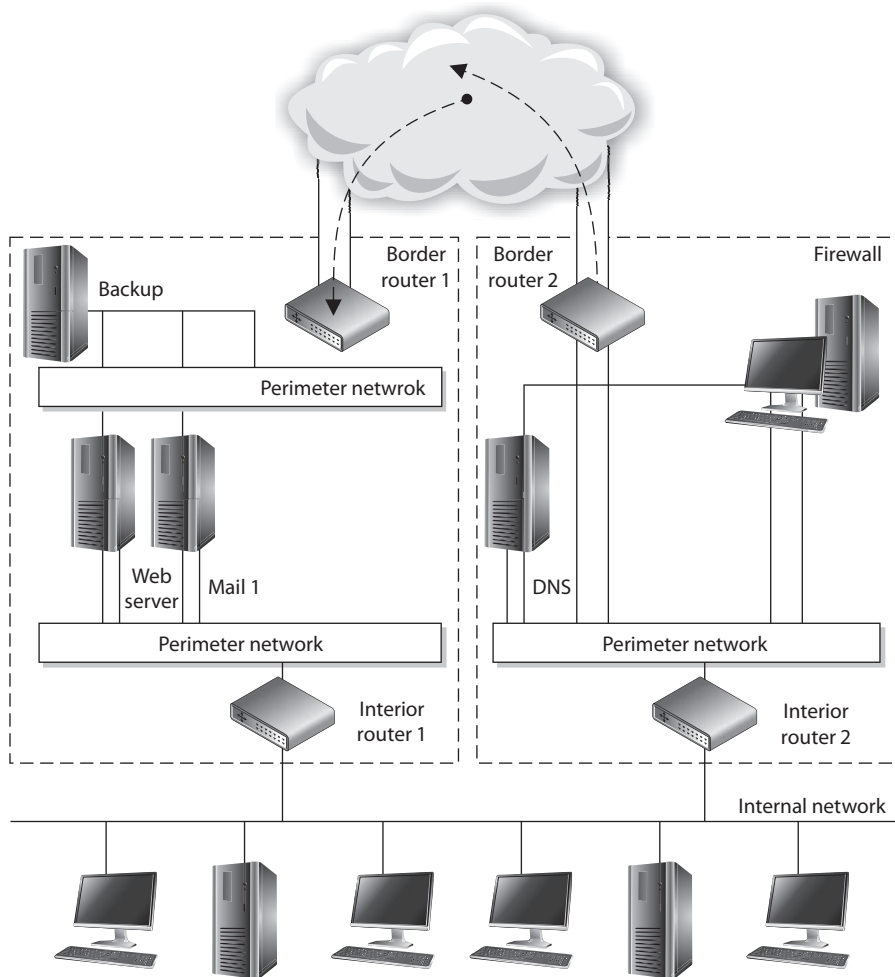 Border
router 1
Border
router 2
Firewall
Backup
Perimeter netwrok
Web
server
Mail 1
DNS
Perimeter network
Perimeter network
Interior
router 1
Interior
router 2
Internal network